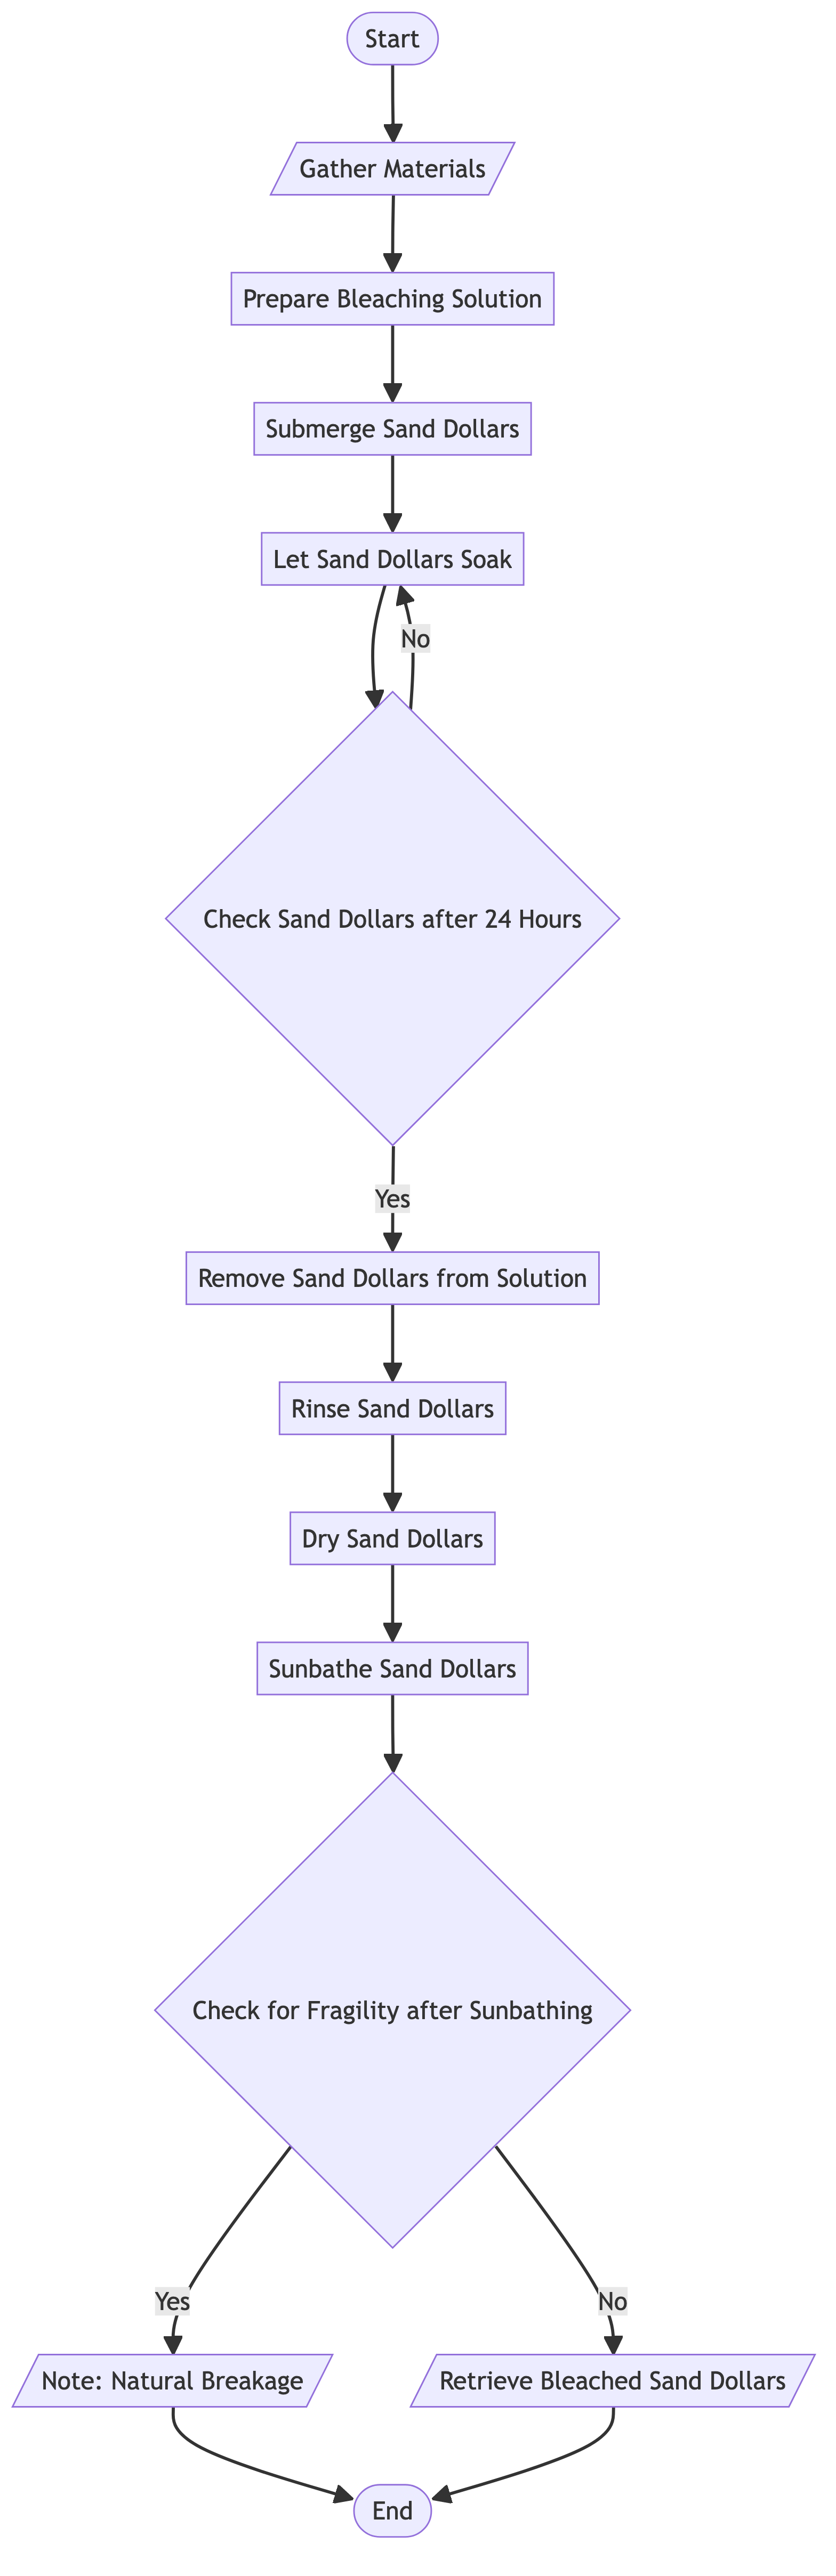 Start
Gather Materials
Prepare Bleaching Solution
Submerge Sand Dollars
Let Sand Dollars Soak
No
Check Sand Dollars after 24 Hours
Yes
Remove Sand Dollars from Solution
Rinse Sand Dollars
Dry Sand Dollars
Sunbathe Sand Dollars
Check for Fragility after Sunbathing
Yes
No
Note: Natural Breakage
Retrieve Bleached Sand Dollars
End